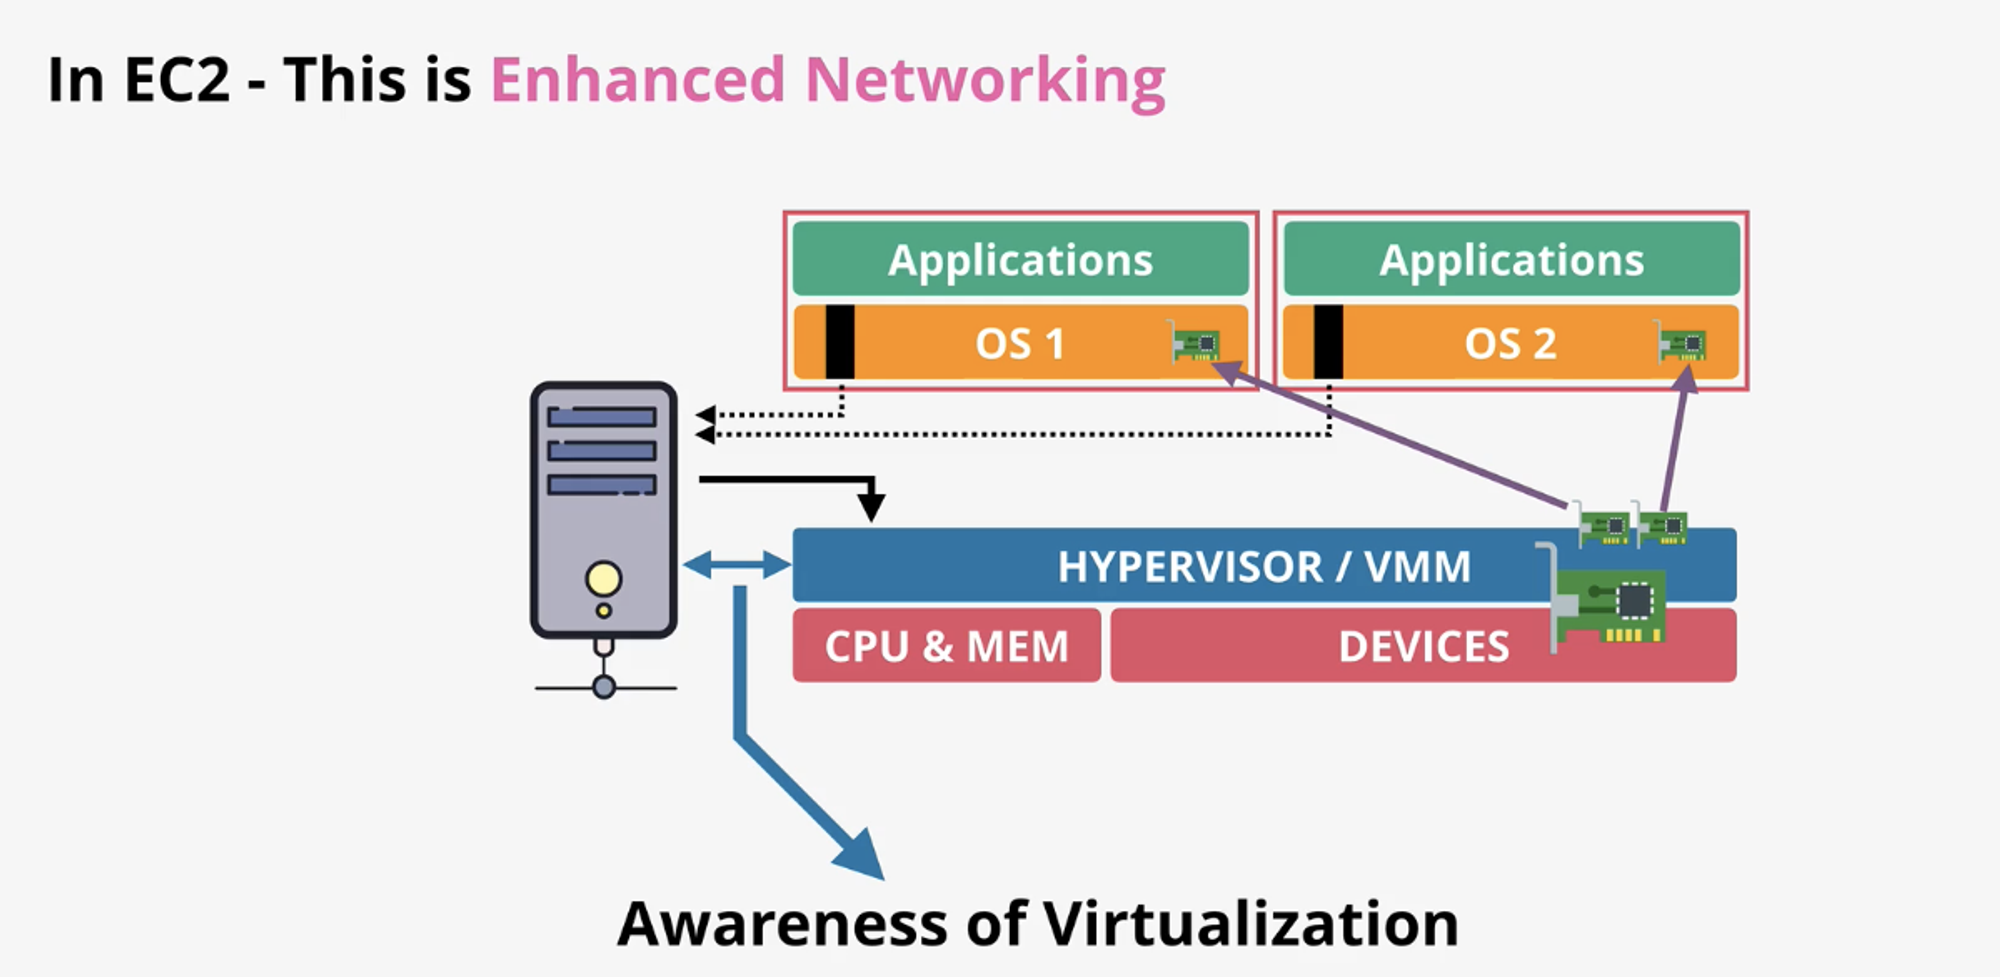 In EC2 - This is Enhanced Networking
Applications
Applications
OS 1
OS 2
HYPERVISOR / VMM
CPU & MEM
DEVICES
Awareness of Virtualization